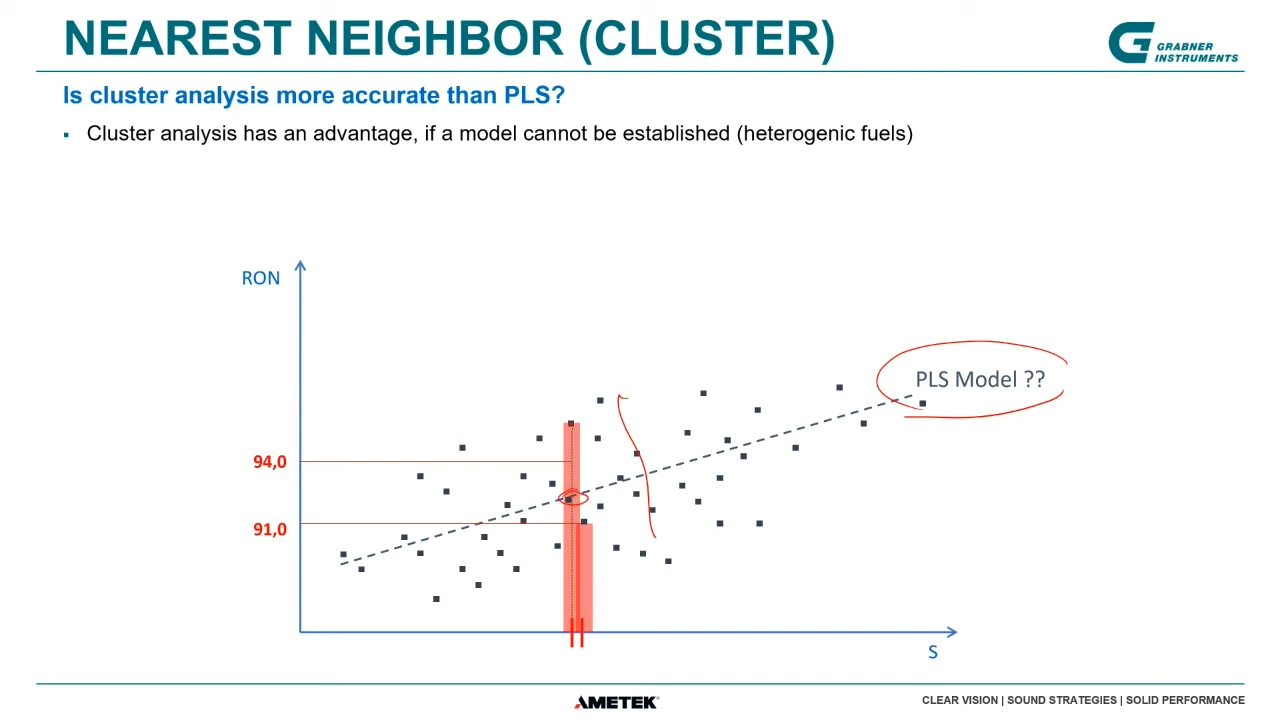 NEAREST NEIGHBOR (CLUSTER)
GRABNER
INSTRUMENTS
Is cluster analysis more accurate than PLS?
▪ Cluster analysis has an advantage, if a model cannot be established (heterogenic fuels)
RON
PLS Model ??
94,0
91,0
S
AMETEK®
CLEAR VISION | SOUND STRATEGIES | SOLID PERFORMANCE